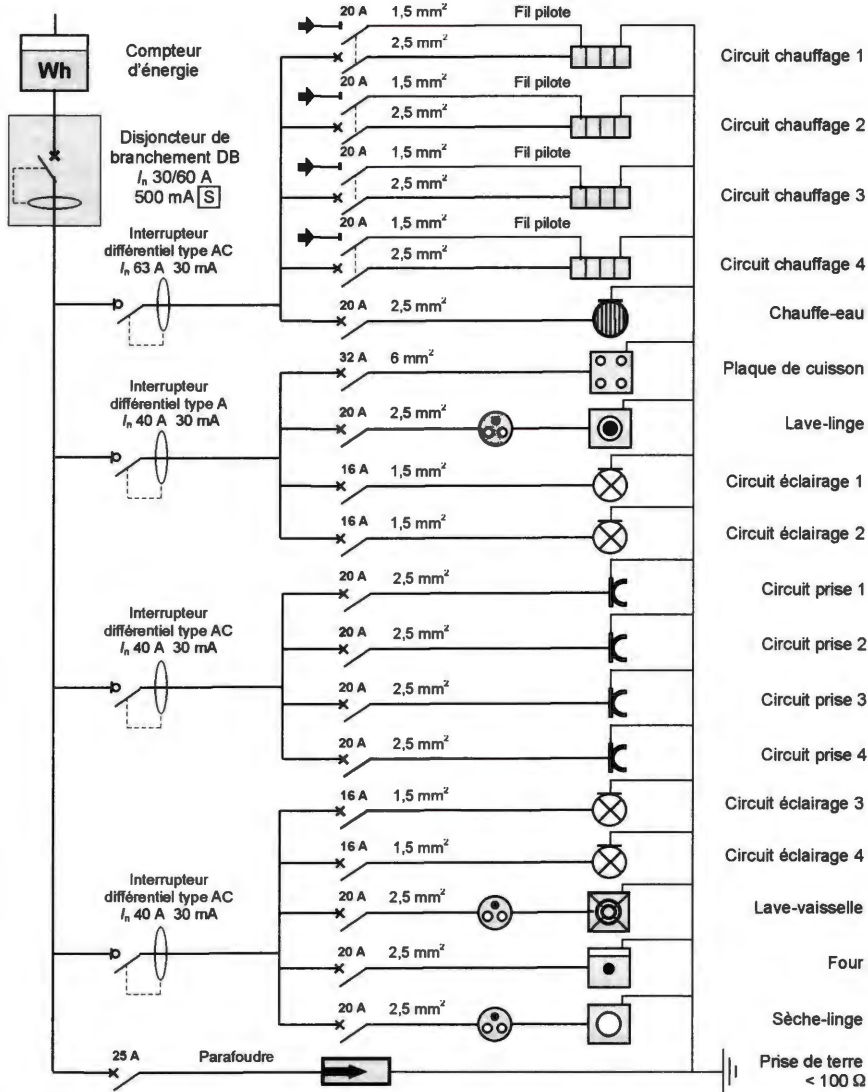 20 A 1,5 mm² Fil pilote
2,5 mm²
Circuit chauffage 1
Wh
Compteur
d'énergie
20 A 1,5 mm² Fil pilote
2,5 mm²
Circuit chauffage 2
Disjoncteur de
branchement DB
In 30/60 A
500 mA S
20 A 1,5 mm² Fil pilote
2,5 mm²
Circuit chauffage 3
20 A 1,5 mm² Fil pilote
2,5 mm²
Circuit chauffage 4
Interrupteur
différentiel type AC
In 63 A 30 mA
20 A 2,5 mm²
Chauffe-eau
32 A 6 mm²
Plaque de cuisson
Interrupteur
différentiel type A
In 40 A 30 mA
20 A 2,5 mm²
Lave-linge
16 A 1,5 mm²
Circuit éclairage 1
16 A 1,5 mm²
Circuit éclairage 2
20 A 2,5 mm²
Circuit prise 1
Interrupteur
différentiel type AC
In 40 A 30 mA
20 A 2,5 mm²
Circuit prise 2
20 A 2,5 mm²
Circuit prise 3
20 A 2,5 mm²
Circuit prise 4
16 A 1,5 mm²
Circuit éclairage 3
16 A 1,5 mm²
Circuit éclairage 4
Interrupteur
différentiel type AC
In 40 A 30 mA
20 A 2,5 mm²
Lave-vaisselle
20 A 2,5 mm²
Four
20 A 2,5 mm²
Sèche-linge
25 A Parafoudre
Prise de terre
< 100 Ω